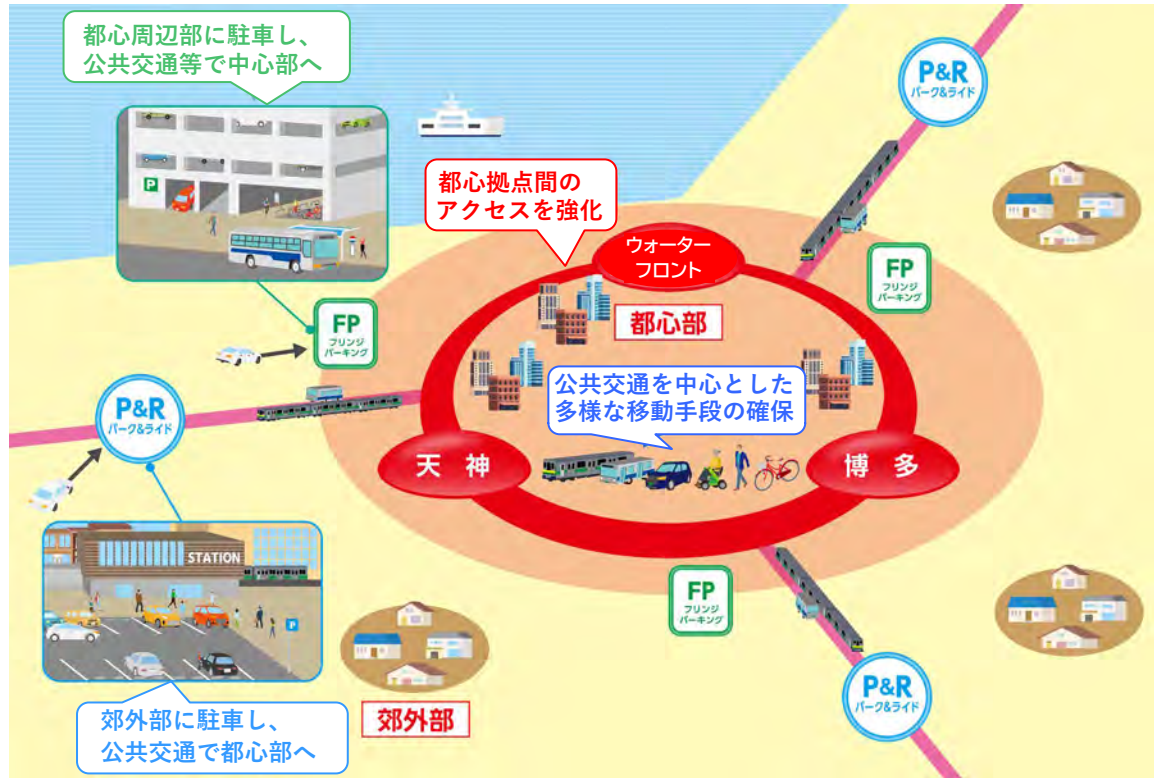 都心周辺部に駐車し、
公共交通等で中心部へ
P&R
パーク&ライド
P
都心拠点間の
アクセスを強化
ウォーター
フロント
FP
フリンジ
パーキング
都心部
FP
フリンジ
パーキング
公共交通を中心とした
多様な移動手段の確保
P&R
パーク&ライド
天神
博多
STATION
P
FP
フリンジ
パーキング
郊外部
P&R
パーク&ライド
郊外部に駐車し、
公共交通で都心部へ